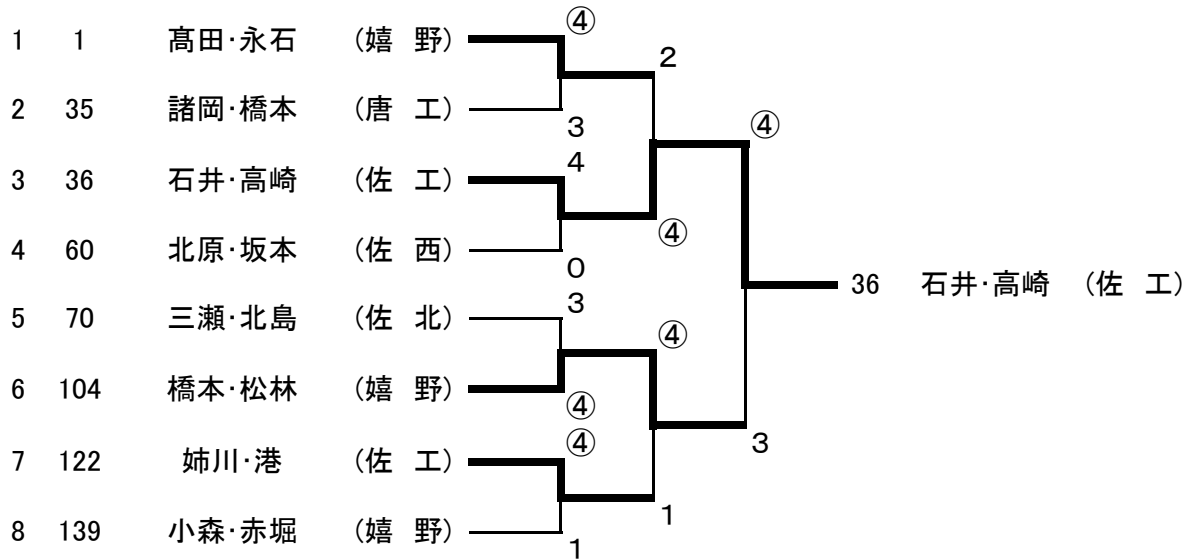 ④
1 1 髙田･永石 (嬉 野)
2
2 35 諸岡･橋本 (唐 工)
3
④
4
3 36 石井･高崎 (佐 工)
④
4 60 北原･坂本 (佐 西)
0
36 石井･高崎 (佐 工)
3
5 70 三瀬･北島 (佐 北)
④
6 104 橋本･松林 (嬉 野)
④
④
3
7 122 姉川･港 (佐 工)
1
8 139 小森･赤堀 (嬉 野)
1